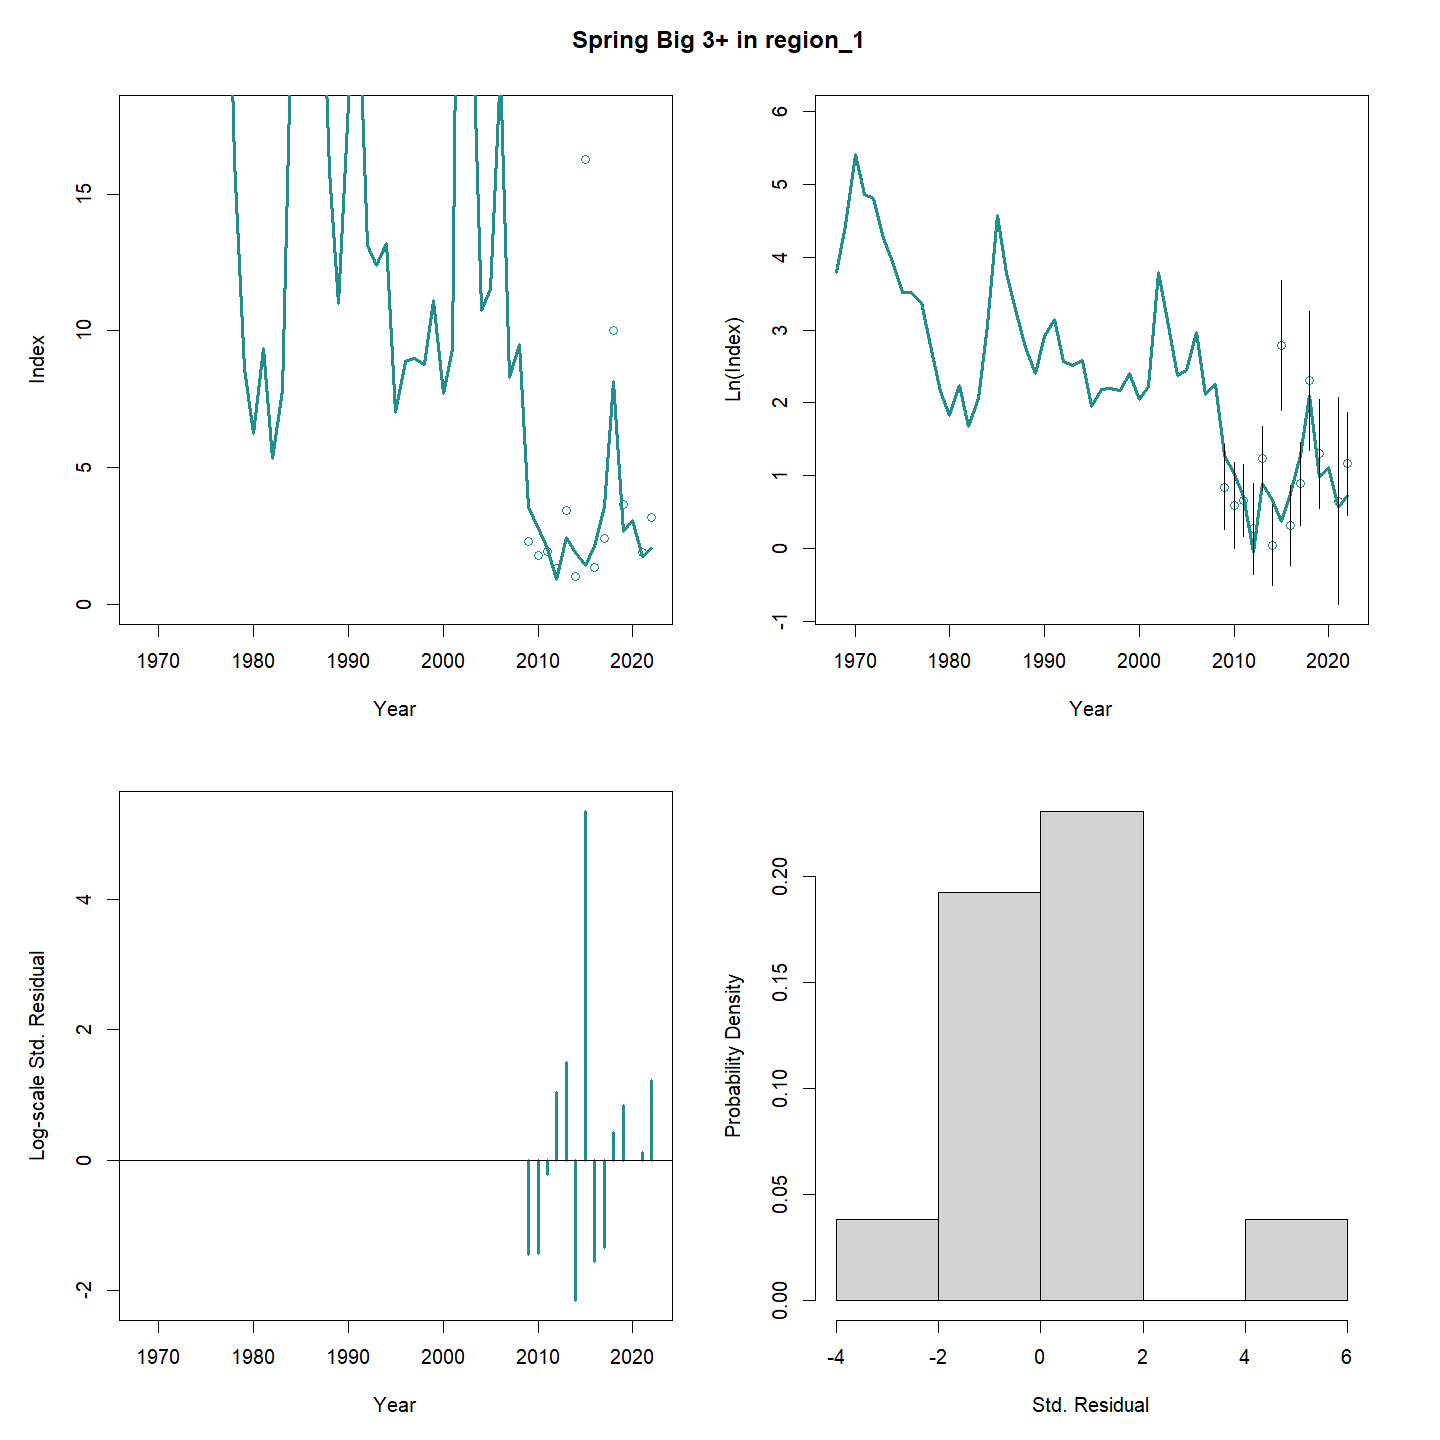 Spring Big 3+ in region_1
Index
15
10
5
0
1970 1980 1990 2000 2010 2020
Year
Ln(Index)
6
5
4
3
2
1
0
-1
1970 1980 1990 2000 2010 2020
Year
Log-scale Std. Residual
4
2
0
-2
1970 1980 1990 2000 2010 2020
Year
Probability Density
0.20
0.15
0.10
0.05
0.00
-4 -2 0 2 4 6
Std. Residual